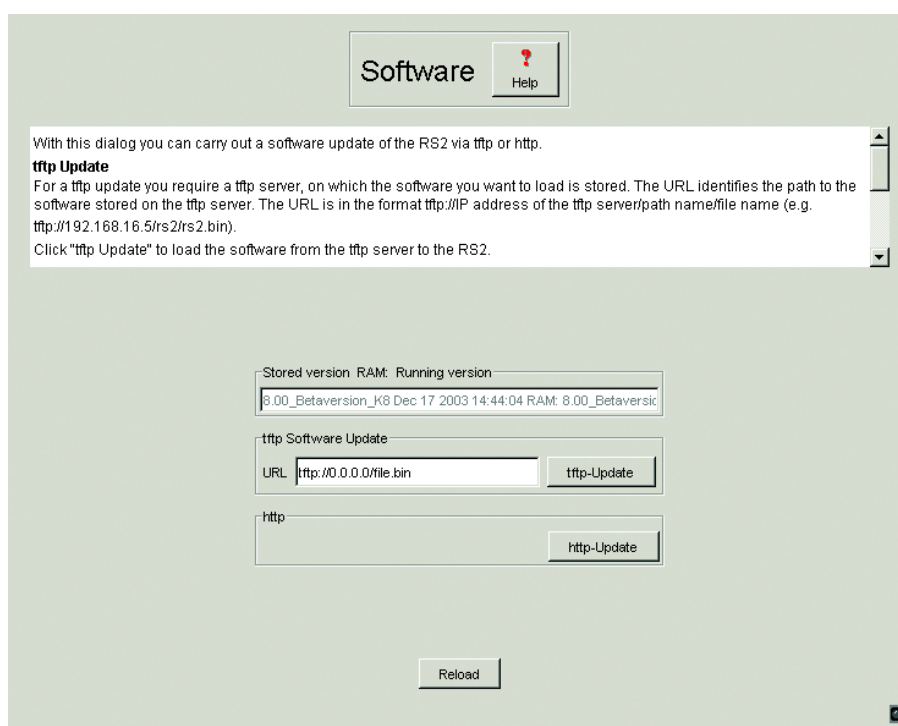 Software
?
Help
With this dialog you can carry out a software update of the RS2 via tftp or http.
tftp Update
For a tftp update you require a tftp server, on which the software you want to load is stored. The URL identifies the path to the
software stored on the tftp server. The URL is in the format tftp://IP address of the tftp server/path name/file name (e.g.
tftp://192.168.16.5/rs2/rs2.bin).
Click "tftp Update" to load the software from the tftp server to the RS2.
Stored version RAM: Running version
8.00_Betaversion_K8 Dec 17 2003 14:44:04 RAM: 8.00_Betaversic
tftp Software Update
URL tftp://0.0.0.0/file.bin tftp-Update
http
http-Update
Reload